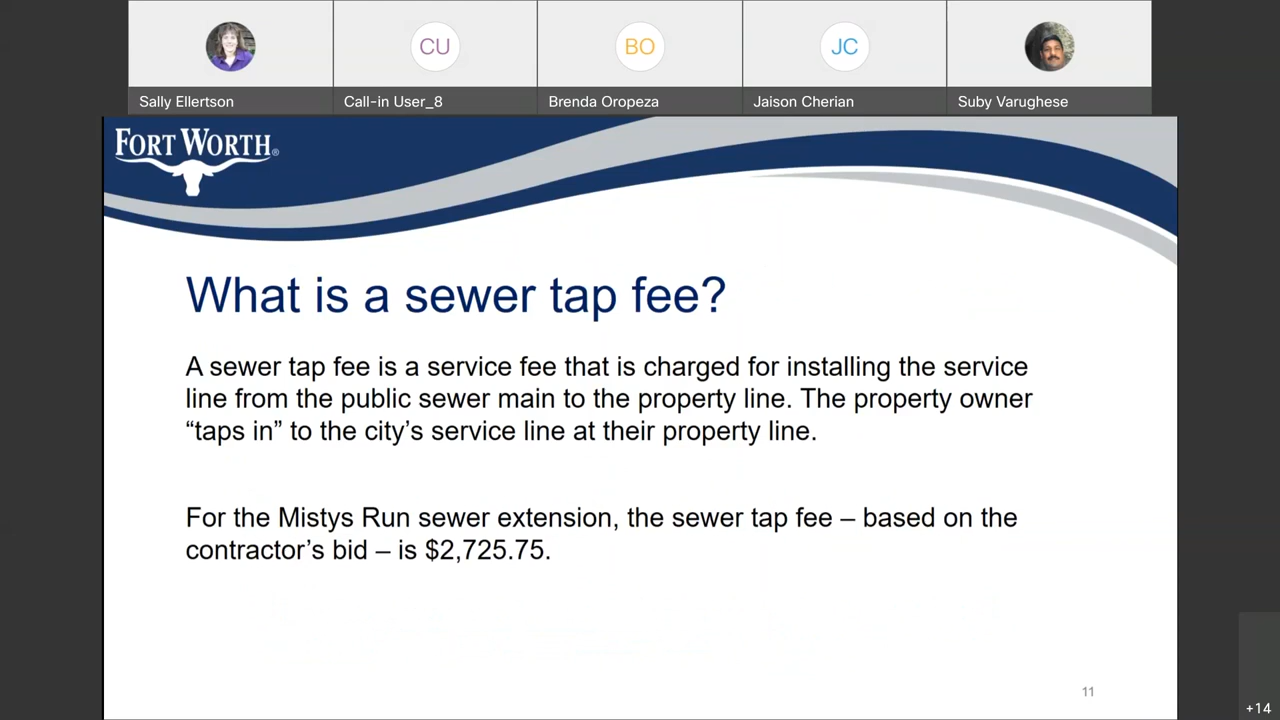 CU
BO
JC
Sally Ellertson
Call-in User_8
Brenda Oropeza
Jaison Cherian
Suby Varughese
FORT WORTH®
What is a sewer tap fee?
A sewer tap fee is a service fee that is charged for installing the service
line from the public sewer main to the property line. The property owner
“taps in” to the city’s service line at their property line.
For the Mistys Run sewer extension, the sewer tap fee – based on the
contractor’s bid – is $2,725.75.
11
+14